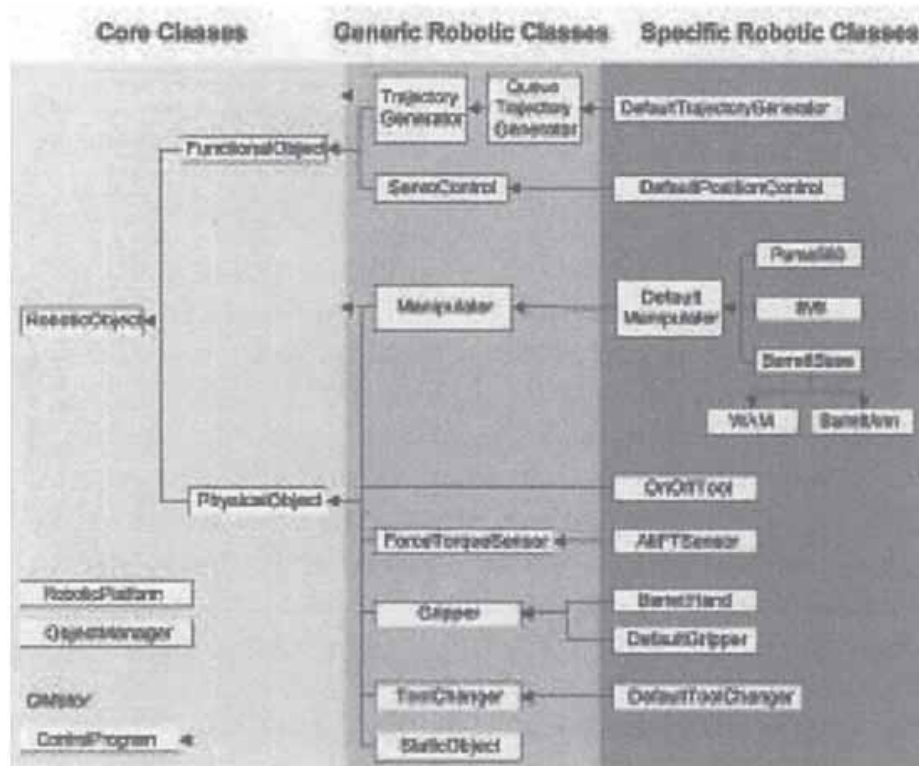 Core Classes
Generic Robotic Classes
Specific Robotic Classes
Trajectory
Generator
Queue
Trajectory
Generator
DefaultTrajectoryGenerator
FunctionalObject
ServoControl
DefaultPositionControl
RoboticObject
Manipulator
Default
Manipulator
Puma560
BarrettBase
WAM
BarrettArm
PhysicalObject
OnOffTool
ForceTorqueSensor
AtiFTSensor
RoboticPlatform
ObjectManager
Gripper
BarrettHand
DefaultGripper
ToolChanger
DefaultToolChanger
ControlProgram
StaticObject